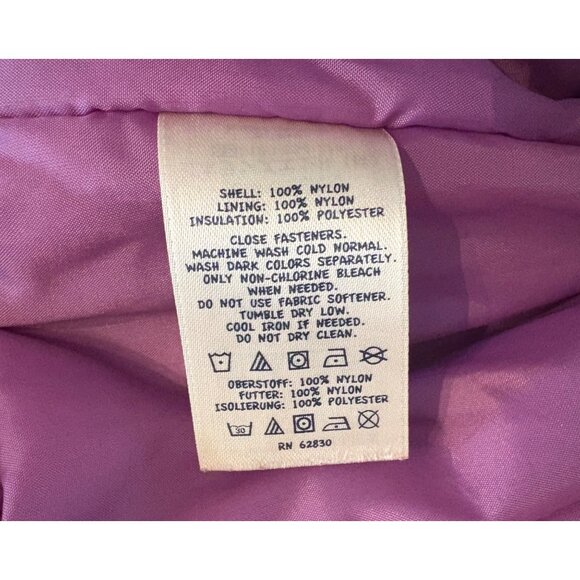 SHELL: 100% NYLON
LINING: 100% NYLON
INSULATION: 100% POLYESTER
CLOSE FASTENERS.
MACHINE WASH COLD NORMAL.
WASH DARK COLORS SEPARATELY.
ONLY NON-CHLORINE BLEACH
WHEN NEEDED.
DO NOT USE FABRIC SOFTENER.
TUMBLE DRY LOW.
COOL IRON IF NEEDED.
DO NOT DRY CLEAN.
OBERSTOFF: 100% NYLON
FUTTER: 100% NYLON
ISOLIERUNG: 100% POLYESTER
30
RN 62830